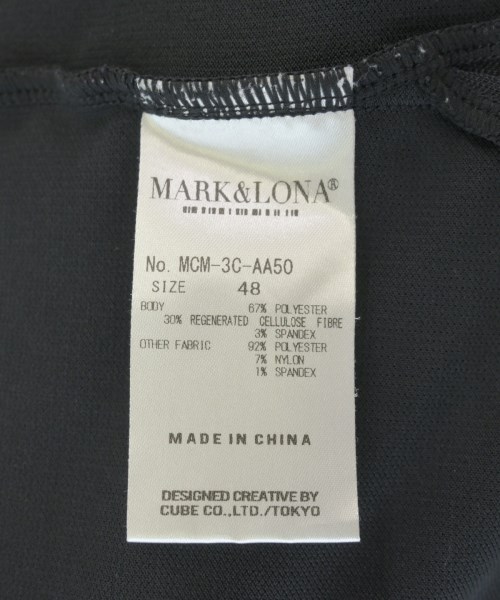 MARK&LONA®
No. MCM-3C-AA50
SIZE 48
BODY 67% POLYESTER
30% REGENERATED CELLULOSE FIBRE
3% SPANDEX
OTHER FABRIC 92% POLYESTER
7% NYLON
1% SPANDEX
MADE IN CHINA
DESIGNED CREATIVE BY
CUBE CO.,LTD./TOKYO